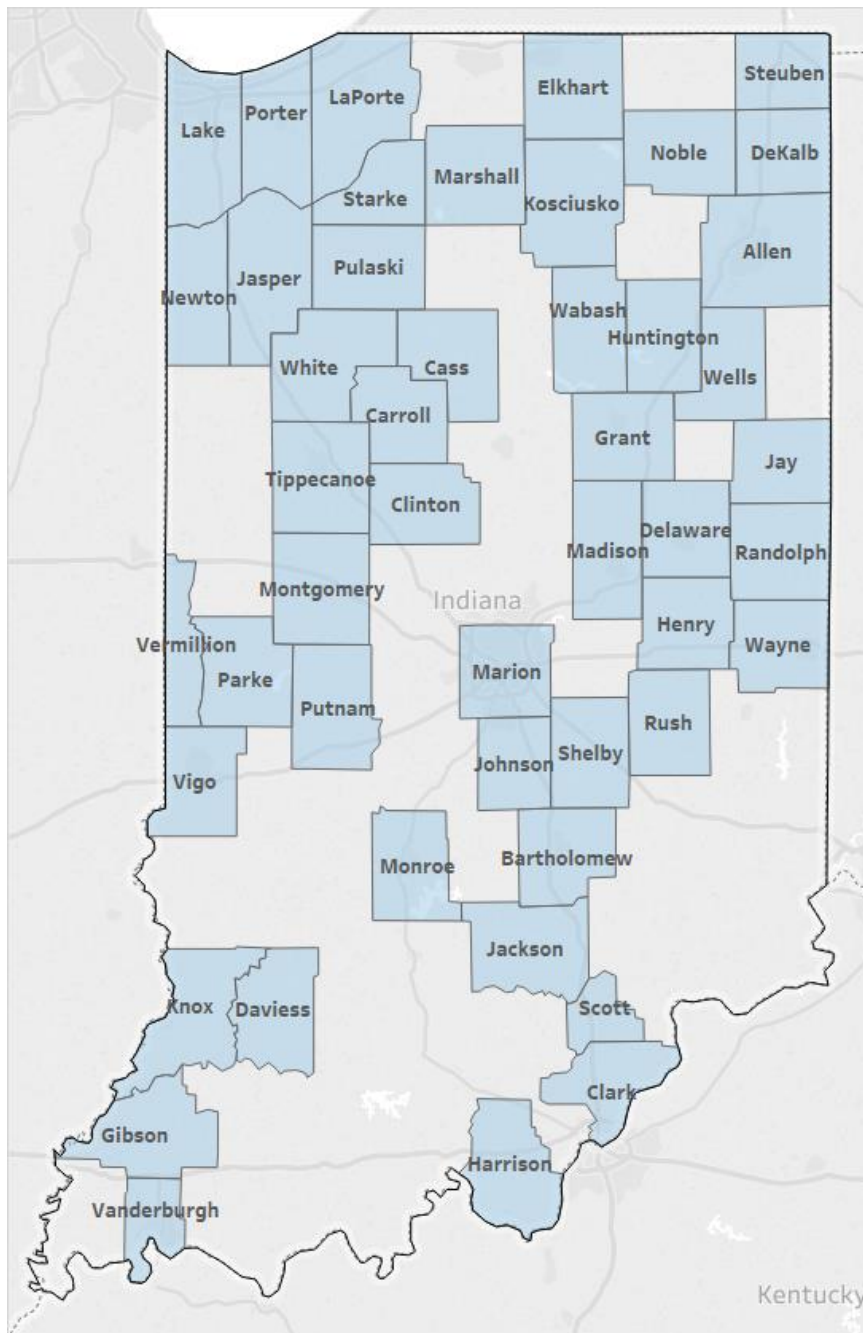 Steuben
Elkhart
LaPorte
Porter
Lake
Noble
DeKalb
Marshall
Kosciusko
Starke
Allen
Pulaski
Jasper
Newton
Wabash
Huntington
White
Cass
Wells
Carroll
Grant
Jay
Tippecanoe
Clinton
Delaware
Madison
Randolph
Montgomery
Indiana
Henry
Vermillion
Wayne
Marion
Parke
Putnam
Rush
Shelby
Johnson
Vigo
Bartholomew
Monroe
Jackson
Knox
Daviess
Scott
Clark
Gibson
Harrison
Vanderburgh
Kentucky